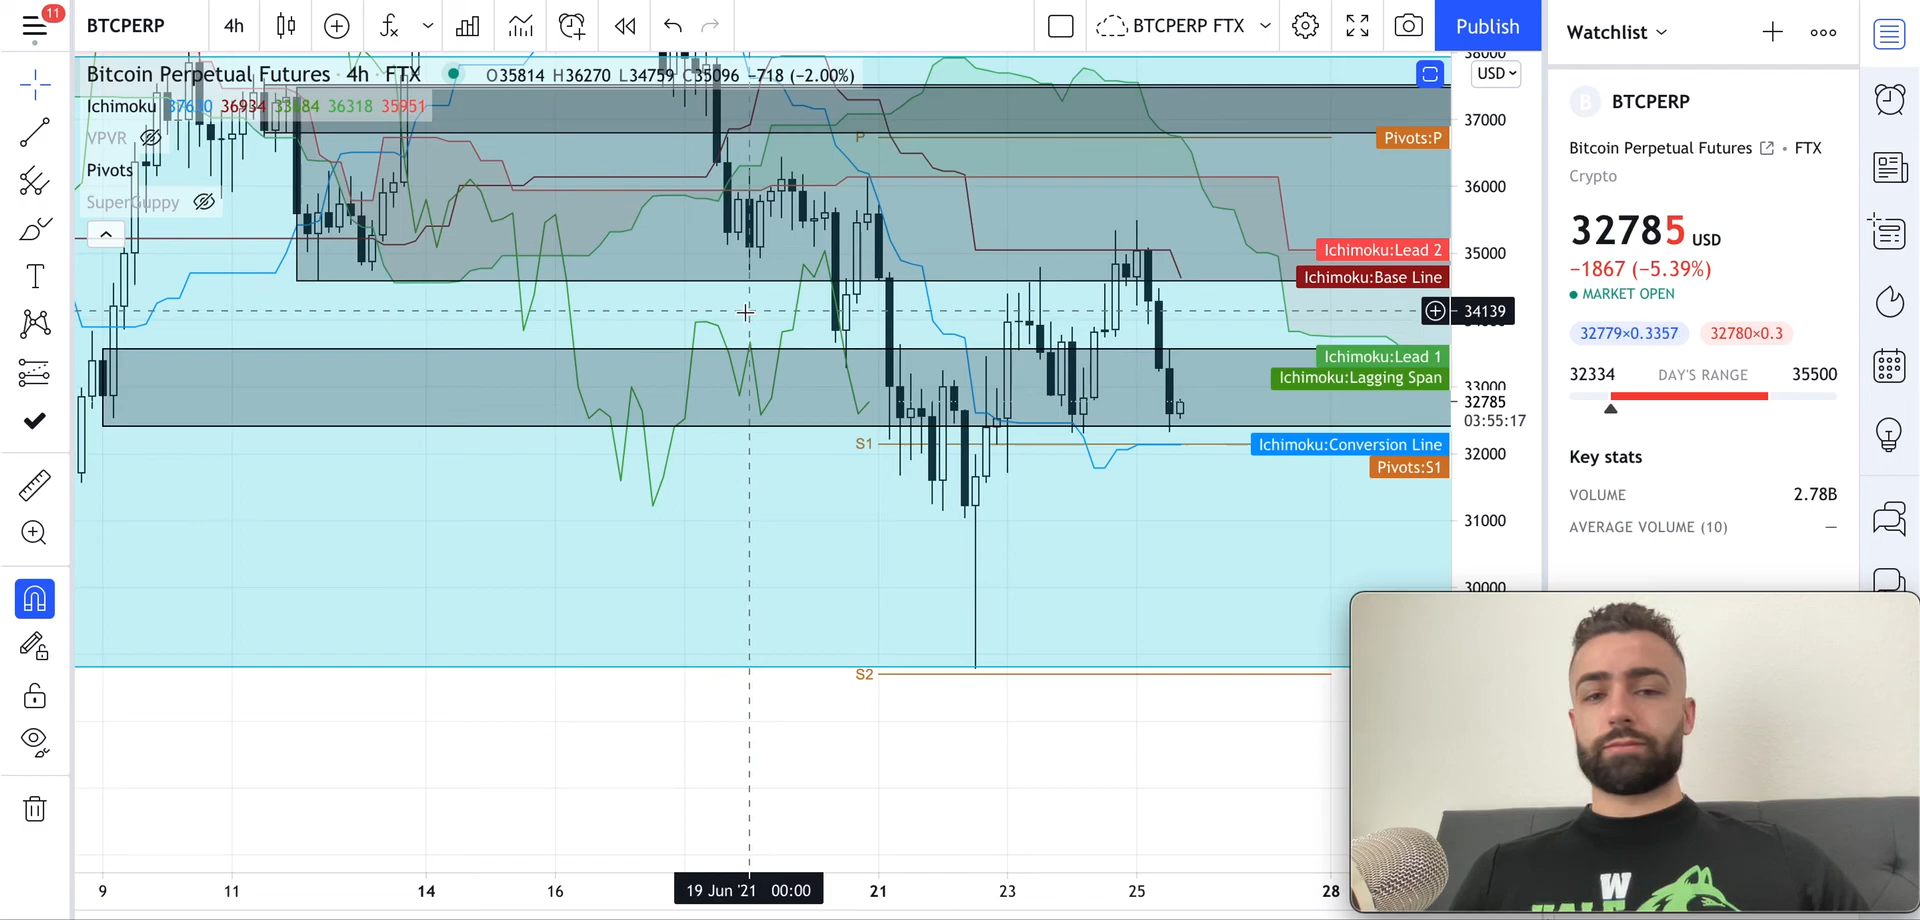 11
BTCPERP
4h
BTCPERP FTX
Publish
Watchlist
Bitcoin Perpetual Futures · 4h · FTX
O35814 H36270 L34759 C35096 −718 (−2.00%)
Ichimoku 37630 36934 33684 36318 35951
VPVR
Pivots
SuperGuppy
P
S1
S2
38000
USD
37000
Pivots:P
36000
35000
Ichimoku:Lead 2
Ichimoku:Base Line
34139
Ichimoku:Lead 1
Ichimoku:Lagging Span
33000
32785
03:55:17
Ichimoku:Conversion Line
32000
Pivots:S1
31000
30000
9
11
14
16
19 Jun '21 00:00
21
23
25
28
B
BTCPERP
Bitcoin Perpetual Futures • FTX
Crypto
32785 USD
−1867 (−5.39%)
MARKET OPEN
32779×0.3357
32780×0.3
32334 DAY'S RANGE 35500
Key stats
VOLUME 2.78B
AVERAGE VOLUME (10) —
W